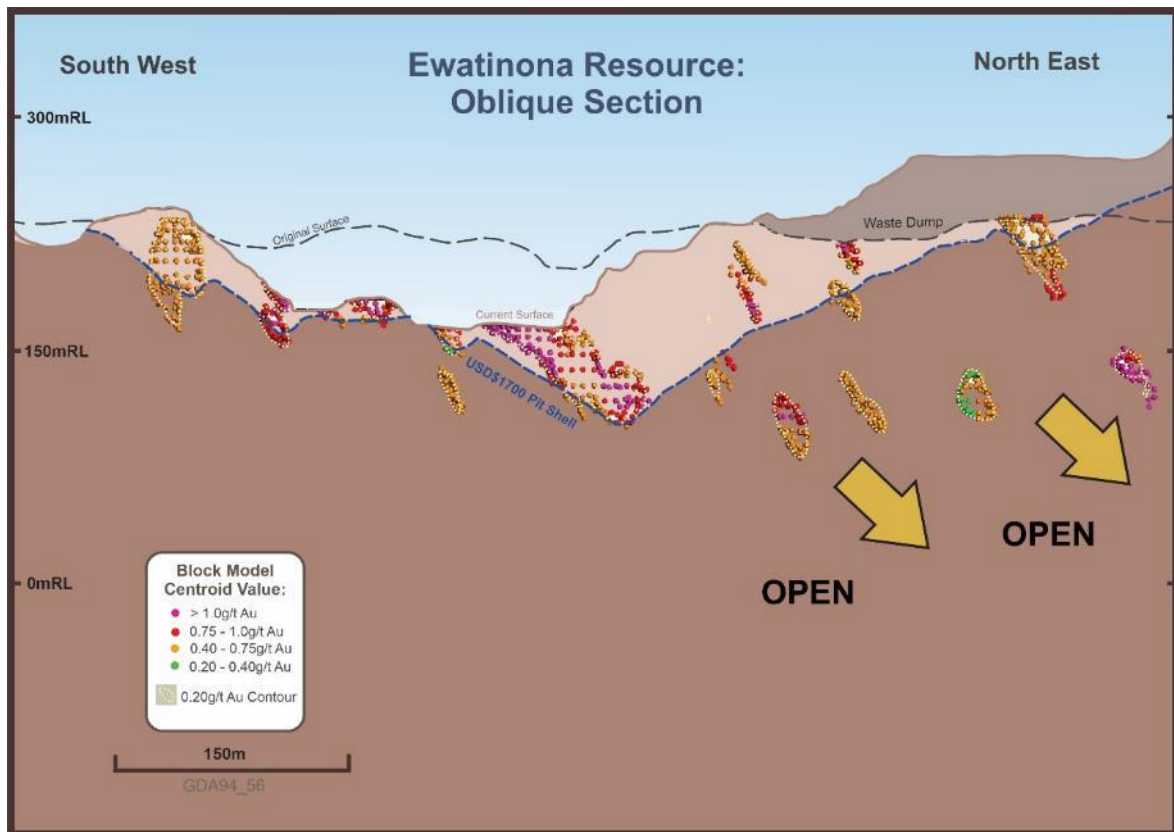 South West
Ewatinona Resource:
Oblique Section
North East
300mRL
Original Surface
Waste Dump
Current Surface
150mRL
USD$1700 Pit Shell
OPEN
OPEN
0mRL
Block Model
Centroid Value:
> 1.0g/t Au
0.75 - 1.0g/t Au
0.40 - 0.75g/t Au
0.20 - 0.40g/t Au
0.20g/t Au Contour
150m
GDA94_56